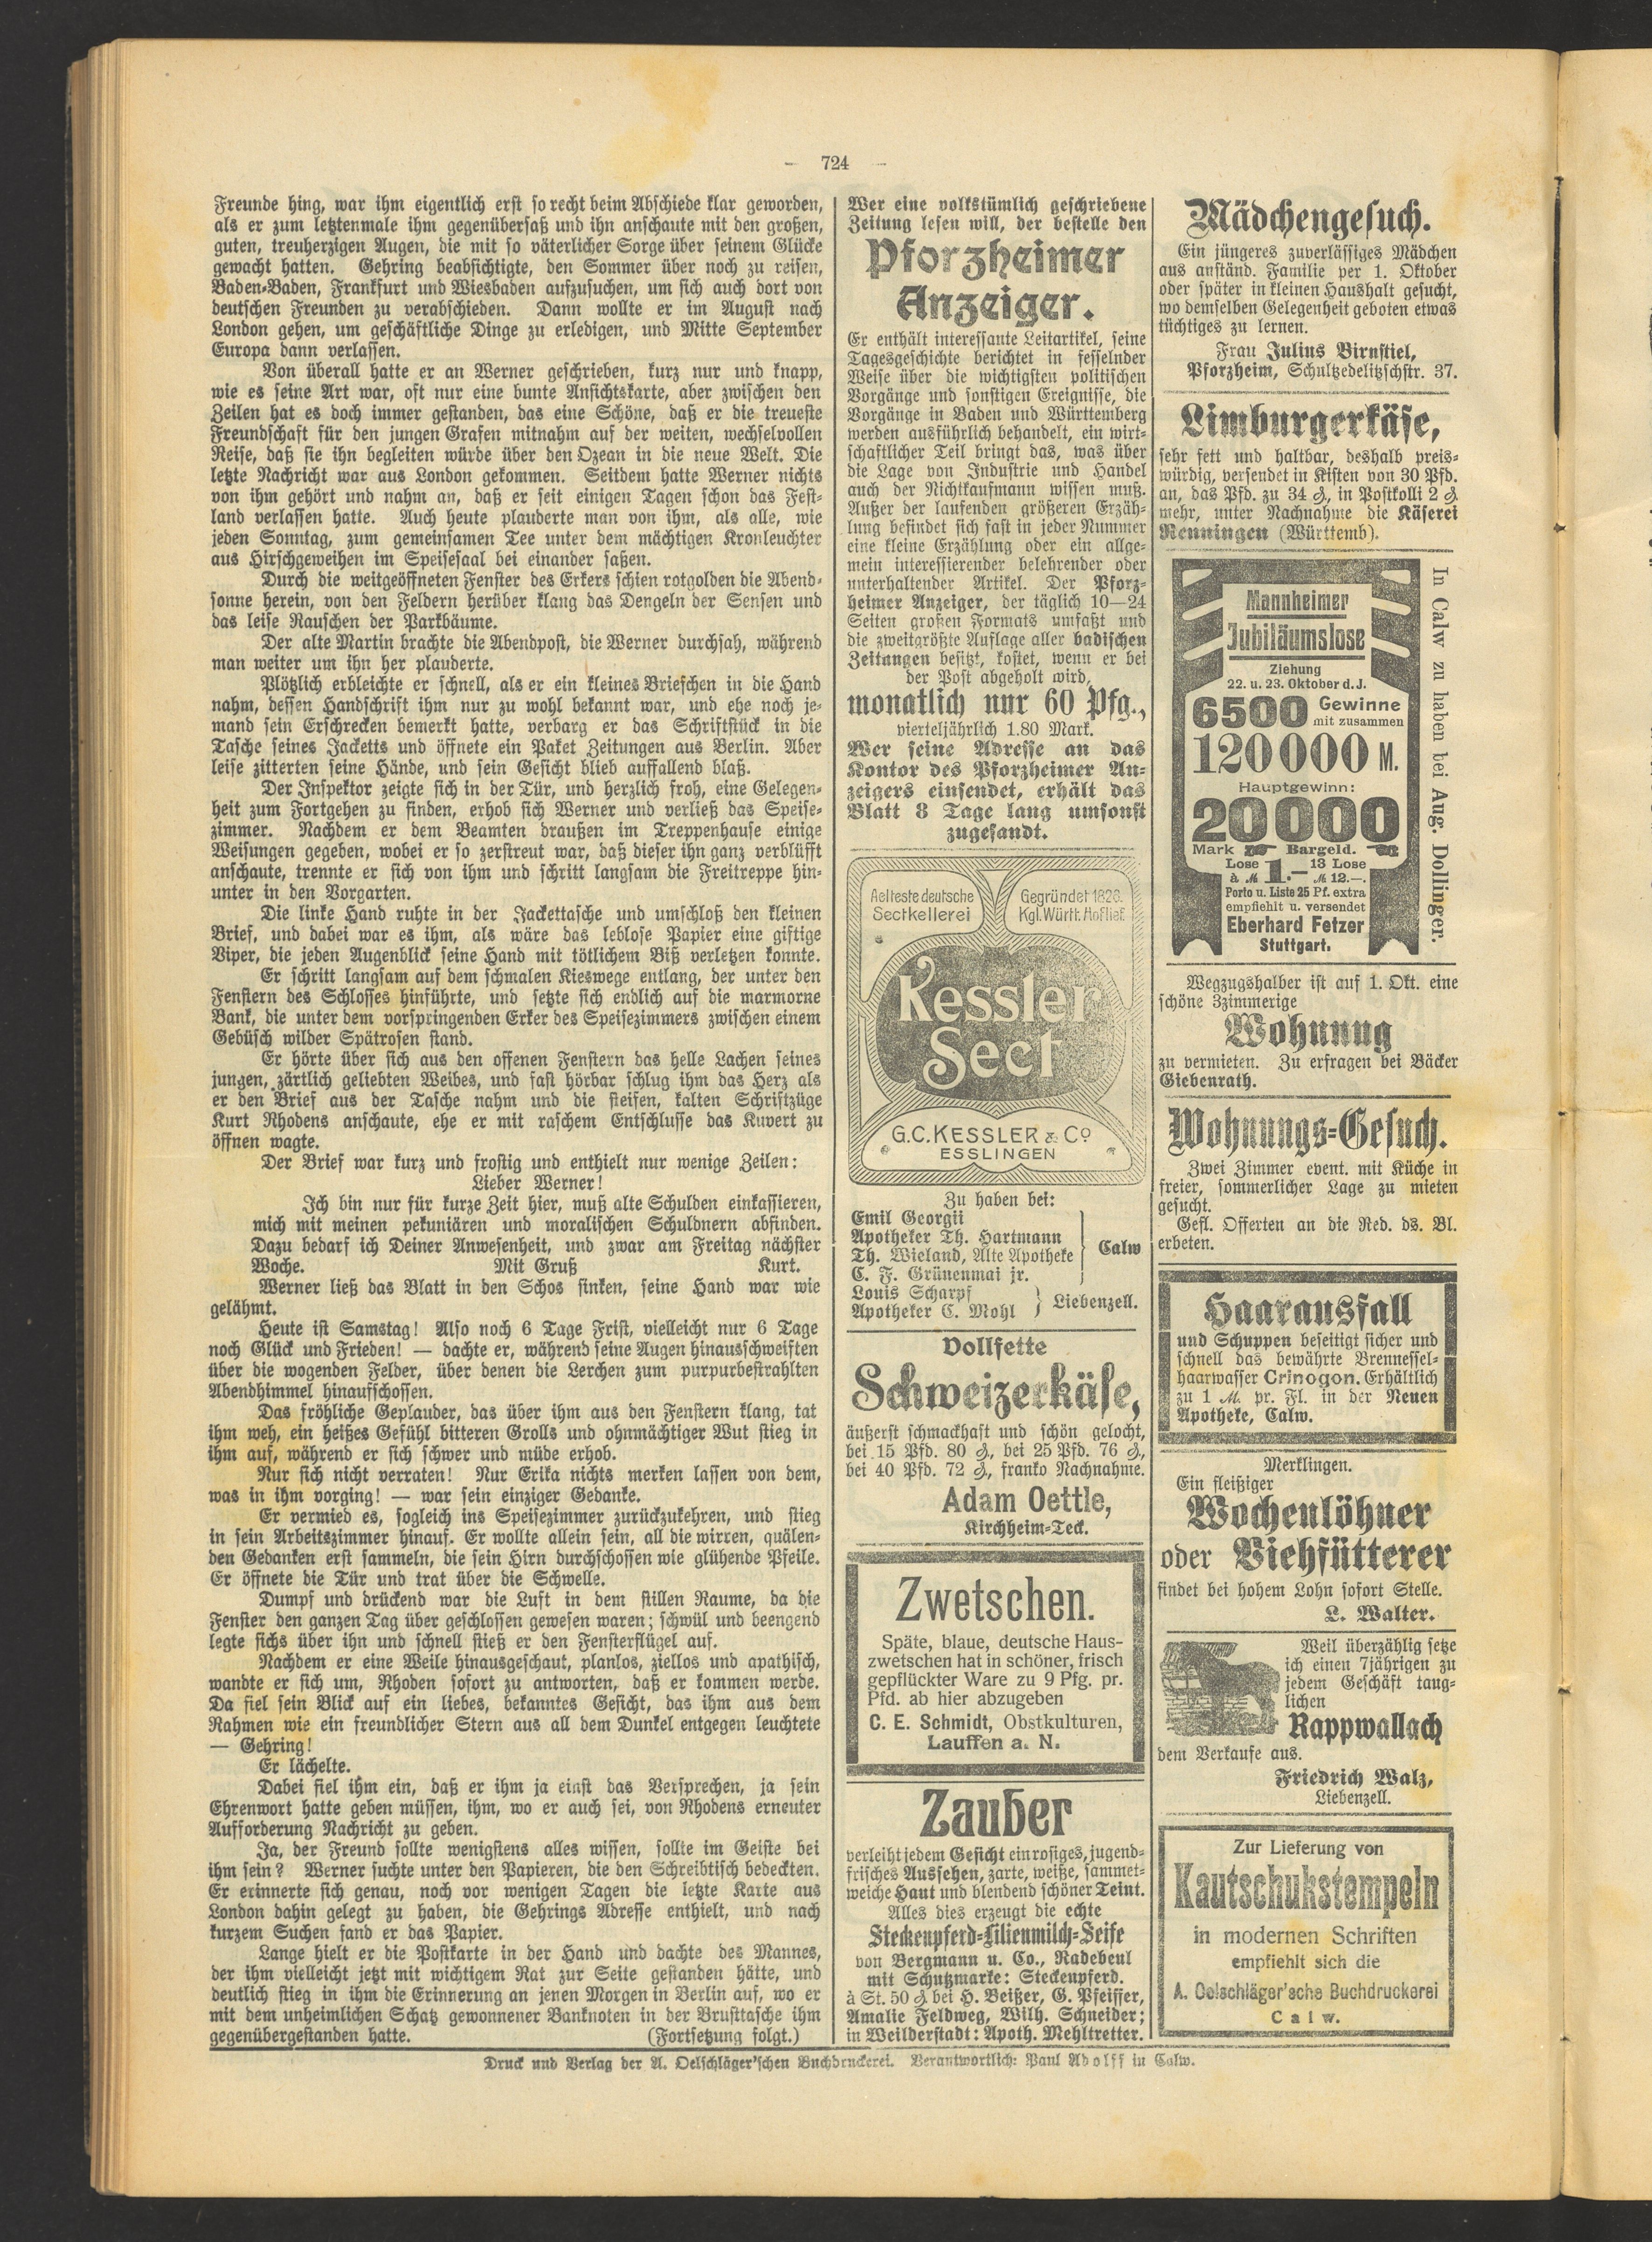 — 724 —
Freunde hing, war ihm eigentlich erst so recht beim Abschiede klar geworden,
als er zum letztenmale ihm gegenübersaß und ihn anschaute mit den großen,
guten, treuherzigen Augen, die mit so väterlicher Sorge über seinem Glücke
gewacht hatten. Gehring beabsichtigte, den Sommer über noch zu reisen,
Baden-Baden, Frankfurt und Wiesbaden aufzusuchen, um sich auch dort von
deutschen Freunden zu verabschieden. Dann wollte er im August nach
London gehen, um geschäftliche Dinge zu erledigen, und Mitte September
Europa dann verlassen.
Von überall hatte er an Werner geschrieben, kurz nur und knapp,
wie es seine Art war, oft nur eine bunte Ansichtskarte, aber zwischen den
Zeilen hat es doch immer gestanden, das eine Schöne, daß er die treueste
Freundschaft für den jungen Grafen mitnahm auf der weiten, wechselvollen
Reise, daß sie ihn begleiten würde über den Ozean in die neue Welt. Die
letzte Nachricht war aus London gekommen. Seitdem hatte Werner nichts
von ihm gehört und nahm an, daß er seit einigen Tagen schon das Fest-
land verlassen hatte. Auch heute plauderte man von ihm, als alle, wie
jeden Sonntag, zum gemeinsamen Tee unter dem mächtigen Kronleuchter
aus Hirschgeweihen im Speisesaal bei einander saßen.
Durch die weitgeöffneten Fenster des Erkers schien rotgolden die Abend-
sonne herein, von den Feldern herüber klang das Dengeln der Sensen und
das leise Rauschen der Parkbäume.
Der alte Martin brachte die Abendpost, die Werner durchsah, während
man weiter um ihn her plauderte.
Plötzlich erbleichte er schnell, als er ein kleines Briefchen in die Hand
nahm, dessen Handschrift ihm nur zu wohl bekannt war, und ehe noch je-
mand sein Erschrecken bemerkt hatte, verbarg er das Schriftstück in die
Tasche seines Jacketts und öffnete ein Paket Zeitungen aus Berlin. Aber
leise zitterten seine Hände, und sein Gesicht blieb auffallend blaß.
Der Inspektor zeigte sich in der Tür, und herzlich froh, eine Gelegen-
heit zum Fortgehen zu finden, erhob sich Werner und verließ das Speise-
zimmer. Nachdem er dem Beamten draußen im Treppenhause einige
Weisungen gegeben, wobei er so zerstreut war, daß dieser ihn ganz verblüfft
anschaute, trennte er sich von ihm und schritt langsam die Freitreppe hin-
unter in den Vorgarten.
Die linke Hand ruhte in der Jackettasche und umschloß den kleinen
Brief, und dabei war es ihm, als wäre das leblose Papier eine giftige
Viper, die jeden Augenblick seine Hand mit tötlichem Biß verletzen konnte.
Er schritt langsam auf dem schmalen Kieswege entlang, der unter den
Fenstern des Schlosses hinführte, und setzte sich endlich auf die marmorne
Bank, die unter dem vorspringenden Erker des Speisezimmers zwischen einem
Gebüsch wilder Spätrosen stand.
Er hörte über sich aus den offenen Fenstern das helle Lachen seines
jungen, zärtlich geliebten Weibes, und fast hörbar schlug ihm das Herz als
er den Brief aus der Tasche nahm und die steifen, kalten Schriftzüge
Kurt Rhodens anschaute, ehe er mit raschem Entschlusse das Kuvert zu
öffnen wagte.
Der Brief war kurz und frostig und enthielt nur wenige Zeilen:
Lieber Werner!
Ich bin nur für kurze Zeit hier, muß alte Schulden einkassieren,
mich mit meinen pekuniären und moralischen Schuldnern abfinden.
Dazu bedarf ich Deiner Anwesenheit, und zwar am Freitag nächster
Woche. Mit Gruß Kurt.
Werner ließ das Blatt in den Schos sinken, seine Hand war wie
gelähmt.
Heute ist Samstag! Also noch 6 Tage Frist, vielleicht nur 6 Tage
noch Glück und Frieden! — dachte er, während seine Augen hinausschweiften
über die wogenden Felder, über denen die Lerchen zum purpurbestrahlten
Abendhimmel hinaufschossen.
Das fröhliche Geplauder, das über ihm aus den Fenstern klang, tat
ihm weh, ein heißes Gefühl bitteren Grolls und ohnmächtiger Wut stieg in
ihm auf, während er sich schwer und müde erhob.
Nur sich nicht verraten! Nur Erika nichts merken lassen von dem,
was in ihm vorging! — war sein einziger Gedanke.
Er vermied es, sogleich ins Speisezimmer zurückzukehren, und stieg
in sein Arbeitszimmer hinauf. Er wollte allein sein, all die wirren, quälen-
den Gedanken erst sammeln, die sein Hirn durchschossen wie glühende Pfeile.
Er öffnete die Tür und trat über die Schwelle.
Dumpf und drückend war die Luft in dem stillen Raume, da die
Fenster den ganzen Tag über geschlossen gewesen waren; schwül und beengend
legte sichs über ihn und schnell stieß er den Fensterflügel auf.
Nachdem er eine Weile hinausgeschaut, planlos, ziellos und apathisch,
wandte er sich um, Rhoden sofort zu antworten, daß er kommen werde.
Da fiel sein Blick auf ein liebes, bekanntes Gesicht, das ihm aus dem
Rahmen wie ein freundlicher Stern aus all dem Dunkel entgegen leuchtete
— Gehring!
Er lächelte.
Dabei fiel ihm ein, daß er ihm ja einst das Versprechen, ja sein
Ehrenwort hatte geben müssen, ihm, wo er auch sei, von Rhodens erneuter
Aufforderung Nachricht zu geben.
Ja, der Freund sollte wenigstens alles wissen, sollte im Geiste bei
ihm sein? Werner suchte unter den Papieren, die den Schreibtisch bedeckten.
Er erinnerte sich genau, noch vor wenigen Tagen die letzte Karte aus
London dahin gelegt zu haben, die Gehrings Adresse enthielt, und nach
kurzem Suchen fand er das Papier.
Lange hielt er die Postkarte in der Hand und dachte des Mannes,
der ihm vielleicht jetzt mit wichtigem Rat zur Seite gestanden hätte, und
deutlich stieg in ihm die Erinnerung an jenen Morgen in Berlin auf, wo er
mit dem unheimlichen Schatz gewonnener Banknoten in der Brusttasche ihm
gegenübergestanden hatte. (Fortsetzung folgt.)
Wer eine volkstümlich geschriebene
Zeitung lesen will, der bestelle den
Pforzheimer
Anzeiger.
Er enthält interessante Leitartikel, seine
Tagesgeschichte berichtet in fesselnder
Weise über die wichtigsten politischen
Vorgänge und sonstigen Ereignisse, die
Vorgänge in Baden und Württemberg
werden ausführlich behandelt, ein wirt-
schaftlicher Teil bringt das, was über
die Lage von Industrie und Handel
auch der Nichtkaufmann wissen muß.
Außer der laufenden größeren Erzäh-
lung befindet sich fast in jeder Nummer
eine kleine Erzählung oder ein allge-
mein interessierender belehrender oder
unterhaltender Artikel. Der Pforz-
heimer Anzeiger, der täglich 10—24
Seiten großen Formats umfaßt und
die zweitgrößte Auflage aller badischen
Zeitungen besitzt, kostet, wenn er bei
der Post abgeholt wird,
monatlich nur 60 Pfg.,
vierteljährlich 1.80 Mark.
Wer seine Adresse an das
Kontor des Pforzheimer An-
zeigers einsendet, erhält das
Blatt 8 Tage lang umsonst
zugesandt.
Aelteste deutsche
Sectkellerei
Gegründet 1826.
Kgl. Württ. Hoflief.
Kessler
Sect
G.C. KESSLER & Co
ESSLINGEN
Zu haben bei:
Emil Georgii
Apotheker Th. Hartmann
Th. Wieland, Alte Apotheke
C. F. Grünenmai jr.
Calw
Louis Scharpf
Apotheker C. Mohl
Liebenzell.
Vollfette
Schweizerkäse,
äußerst schmackhaft und schön gelocht,
bei 15 Pfd. 80 ₰, bei 25 Pfd. 76 ₰,
bei 40 Pfd. 72 ₰, franko Nachnahme.
Adam Oettle,
Kirchheim-Teck.
Zwetschen.
Späte, blaue, deutsche Haus-
zwetschen hat in schöner, frisch
gepflückter Ware zu 9 Pfg. pr.
Pfd. ab hier abzugeben
C. E. Schmidt, Obstkulturen,
Lauffen a. N.
Zauber
verleiht jedem Gesicht ein rosiges, jugend-
frisches Aussehen, zarte, weiße, sammet-
weiche Haut und blendend schöner Teint.
Alles dies erzeugt die echte
Steckenpferd-Lilienmilch-Seife
von Bergmann u. Co., Radebeul
mit Schutzmarke: Steckenpferd.
à St. 50 ₰ bei H. Beißer, G. Pfeiffer,
Amalie Feldweg, Wilh. Schneider;
in Weilderstadt: Apoth. Mehltretter.
Mädchengesuch.
Ein jüngeres zuverlässiges Mädchen
aus anständ. Familie per 1. Oktober
oder später in kleinen Haushalt gesucht,
wo demselben Gelegenheit geboten etwas
tüchtiges zu lernen.
Frau Julius Birnstiel,
Pforzheim, Schultzedelitzschstr. 37.
Limburgerkäse,
sehr fett und haltbar, deshalb preis-
würdig, versendet in Kisten von 30 Pfd.
an, das Pfd. zu 34 ₰, in Postkolli 2 ₰
mehr, unter Nachnahme die Käserei
Renningen (Württemb).
Mannheimer
Jubiläumslose
Ziehung
22. u. 23. Oktober d. J.
6500 Gewinne
mit zusammen
120000 M.
Hauptgewinn:
20000
Mark Bargeld.
Lose à ℳ 1.— 13 Lose ℳ 12.—.
Porto u. Liste 25 Pf. extra
empfiehlt u. versendet
Eberhard Fetzer
Stuttgart.
In Calw zu haben bei Aug. Dollinger.
Wegzugshalber ist auf 1. Okt. eine
schöne 3zimmerige
Wohnung
zu vermieten. Zu erfragen bei Bäcker
Giebenrath.
Wohnungs-Gesuch.
Zwei Zimmer event. mit Küche in
freier, sommerlicher Lage zu mieten
gesucht.
Gefl. Offerten an die Red. ds. Bl.
erbeten.
Haarausfall
und Schuppen beseitigt sicher und
schnell das bewährte Brennessel-
haarwasser Crinogon. Erhältlich
zu 1 ℳ. pr. Fl. in der Neuen
Apotheke, Calw.
Merklingen.
Ein fleißiger
Wochenlöhner
oder Viehfütterer
findet bei hohem Lohn sofort Stelle.
L. Walter.
Weil überzählig setze
ich einen 7jährigen zu
jedem Geschäft taug-
lichen
Rappwallach
dem Verkaufe aus.
Friedrich Walz,
Liebenzell.
Zur Lieferung von
Kautschukstempeln
in modernen Schriften
empfiehlt sich die
A. Oelschläger'sche Buchdruckerei
Calw.
Druck und Verlag der A. Oelschläger'schen Buchdruckerei. Verantwortlich: Paul Adolff in Calw.